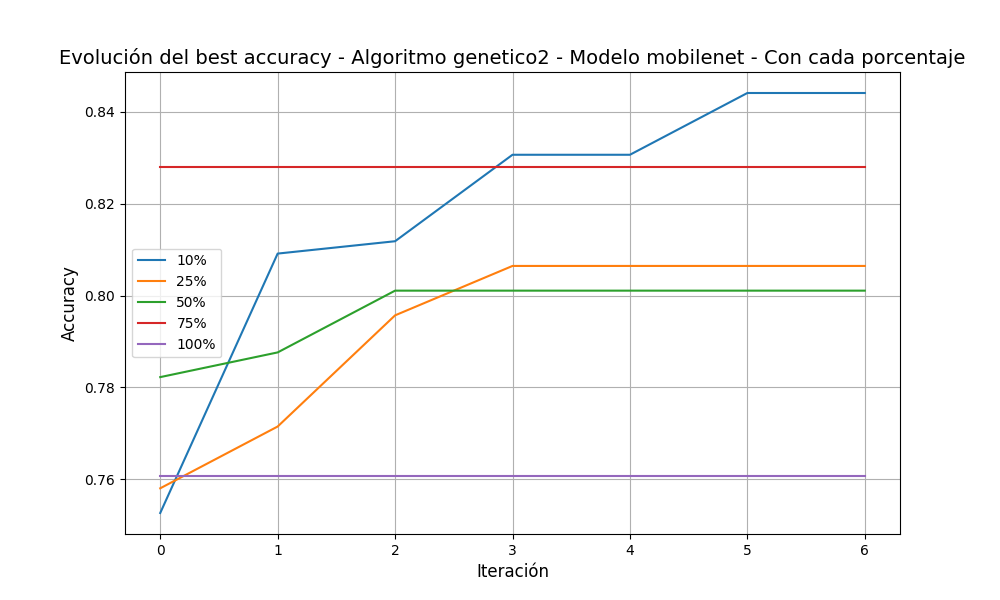 Evolución del best accuracy - Algoritmo genetico2 - Modelo mobilenet - Con cada porcentaje
Accuracy
0.84
0.82
0.80
0.78
0.76
10%
25%
50%
75%
100%
0 1 2 3 4 5 6
Iteración